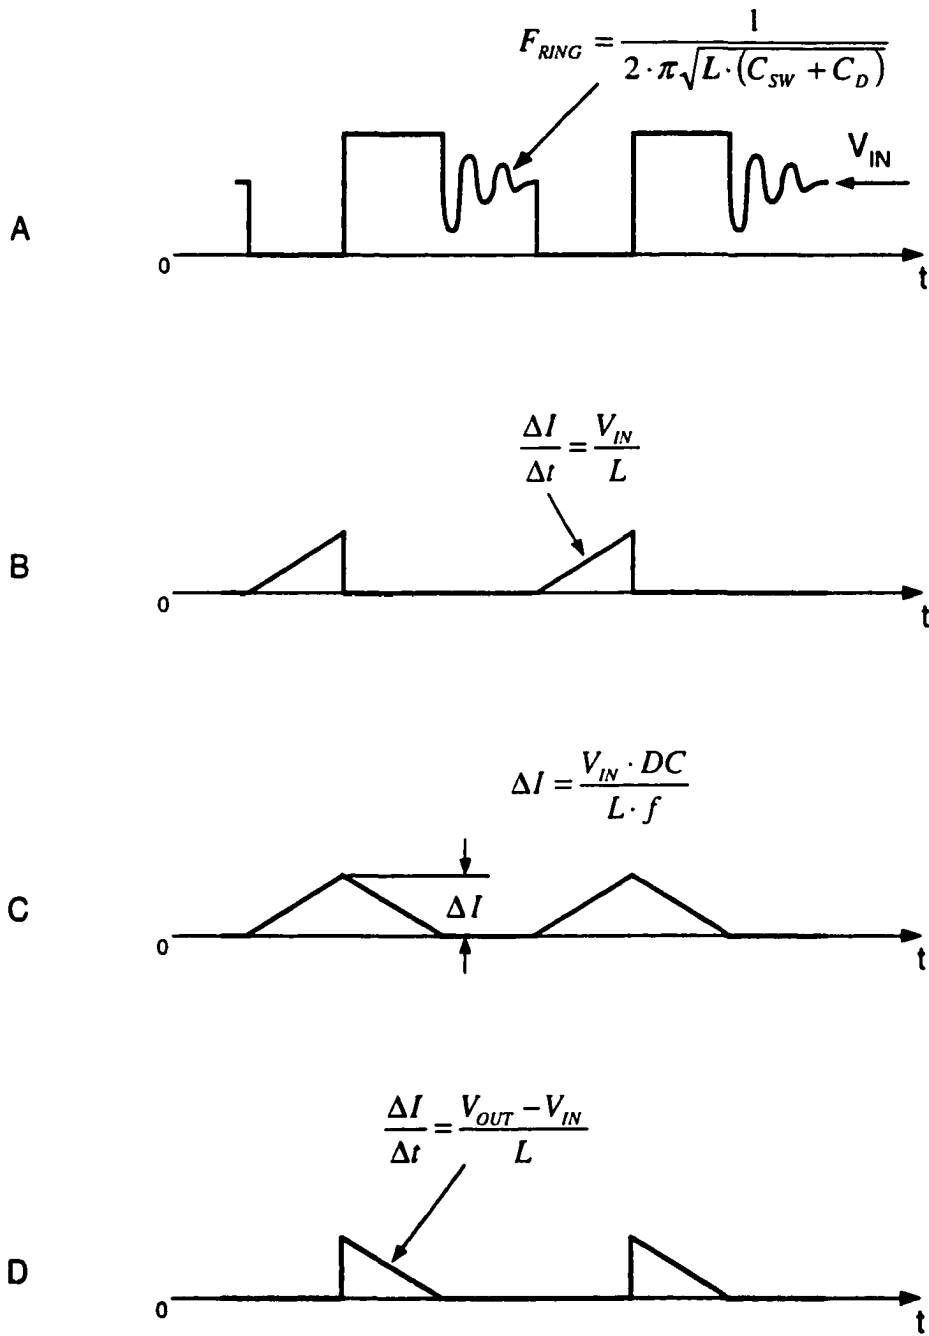 F_RING = 1 / (2 · π√(L · (C_SW + C_D)))
V_IN
A
0
t
ΔI/Δt = V_IN/L
B
0
t
ΔI = (V_IN · DC) / (L · f)
C
ΔI
0
t
ΔI/Δt = (V_OUT − V_IN) / L
D
0
t